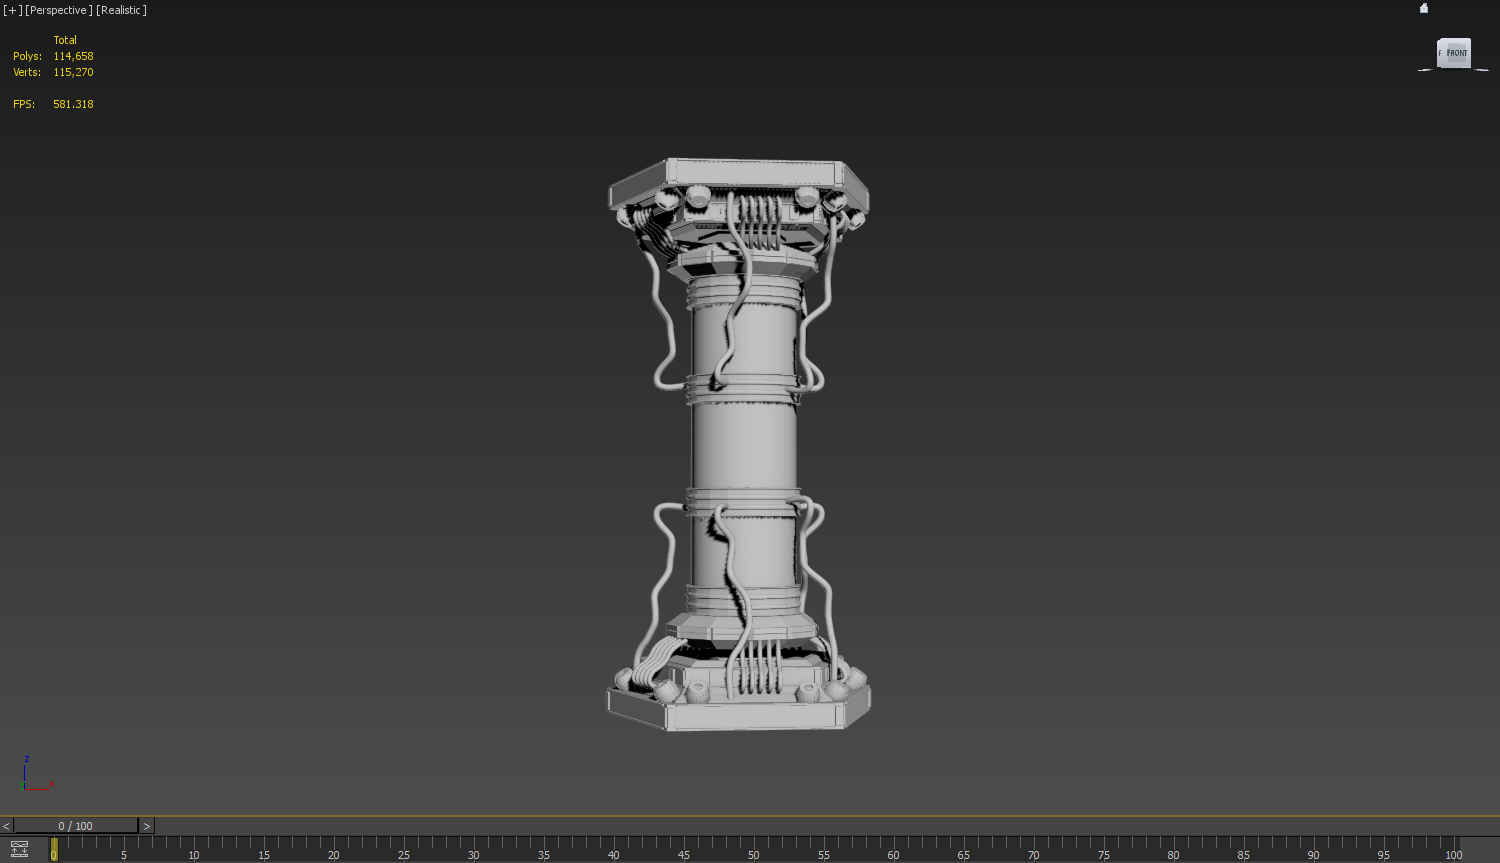 [+] [Perspective ] [Realistic ]
Total
Polys: 114,658
Verts: 115,270
FPS: 581.318
FRONT
z
x
< 0 / 100 >
0 5 10 15 20 25 30 35 40 45 50 55 60 65 70 75 80 85 90 95 100